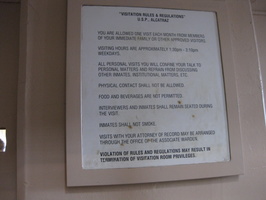 "VISITATION RULES & REGULATIONS"
U.S.P., ALCATRAZ
YOU ARE ALLOWED ONE VISIT EACH MONTH FROM MEMBERS
OF YOUR IMMEDIATE FAMILY OR OTHER APPROVED VISITORS.
VISITING HOURS ARE APPROXIMATELY 1:30pm - 3:10pm
WEEKDAYS.
ALL PERSONAL VISITS YOU WILL CONFINE YOUR TALK TO
PERSONAL MATTERS AND REFRAIN FROM DISCUSSING
OTHER INMATES, INSTITUTIONAL MATTERS, ETC.
PHYSICAL CONTACT SHALL NOT BE ALLOWED.
FOOD AND BEVERAGES ARE NOT PERMITTED.
INTERVIEWERS AND INMATES SHALL REMAIN SEATED DURING
THE VISIT.
INMATES SHALL NOT SMOKE.
VISITS WITH YOUR ATTORNEY OF RECORD MAY BE ARRANGED
THROUGH THE OFFICE OF THE ASSOCIATE WARDEN.
VIOLATION OF RULES AND REGULATIONS MAY RESULT IN
TERMINATION OF VISITATION ROOM PRIVILEGES.